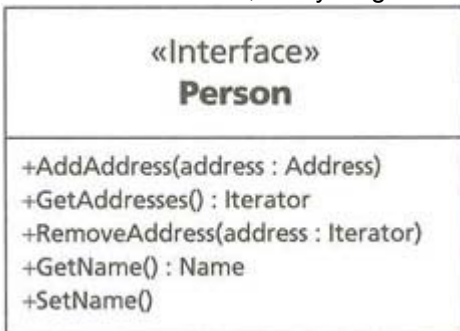 «Interface»
Person
+AddAddress(address : Address)
+GetAddresses() : Iterator
+RemoveAddress(address : Iterator)
+GetName() : Name
+SetName()